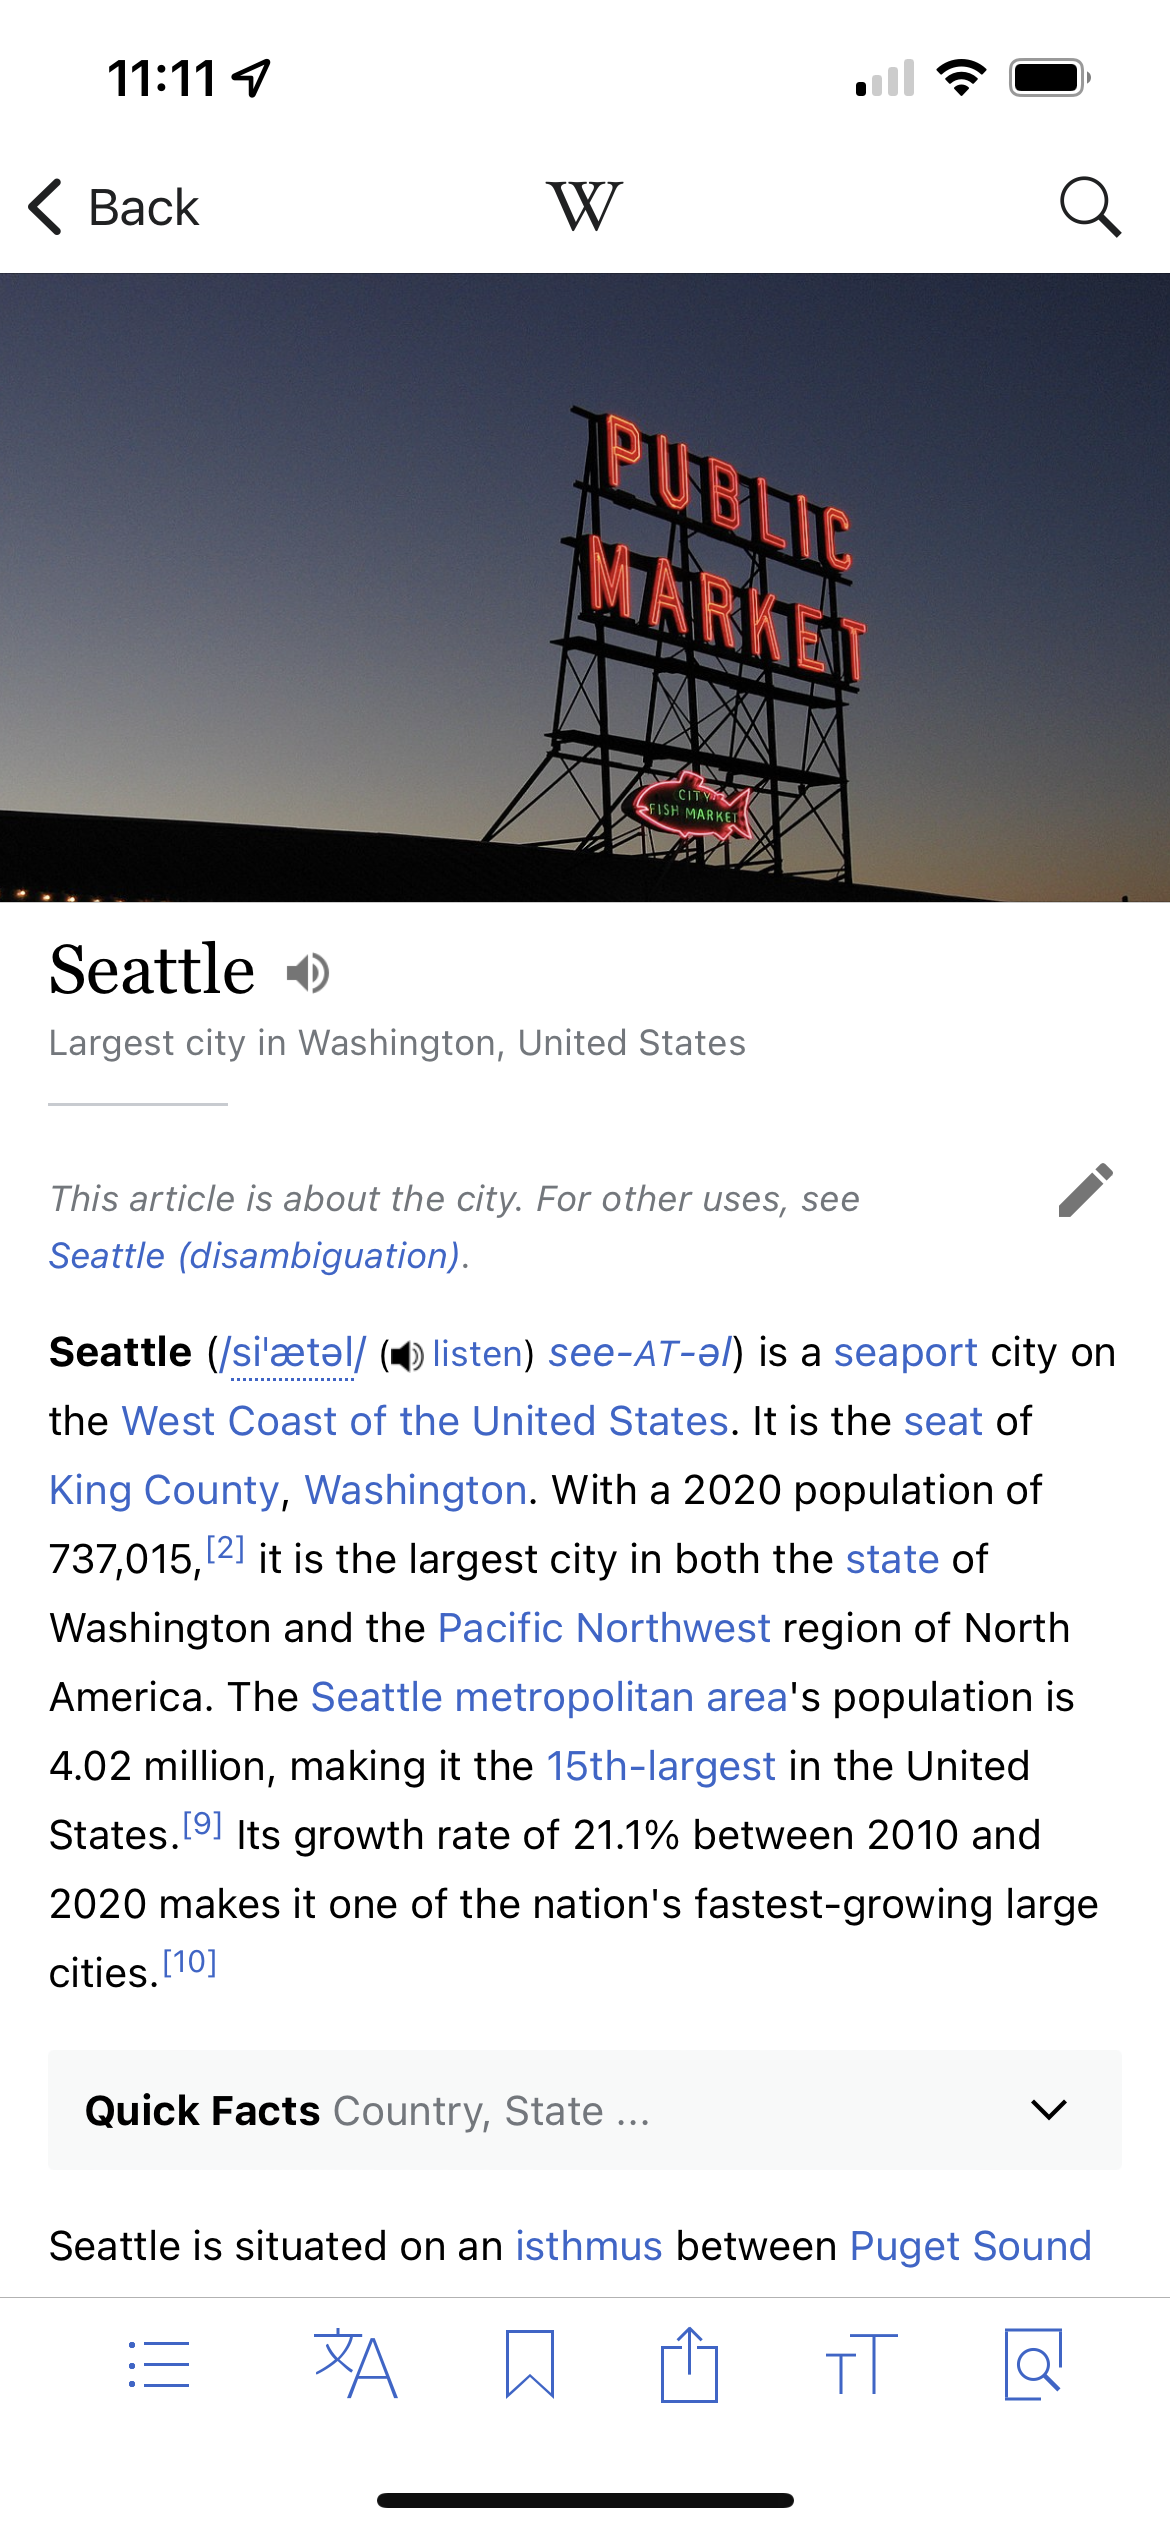 11:11
Back
W
PUBLIC
MARKET
CITY
FISH MARKET
Seattle
Largest city in Washington, United States
This article is about the city. For other uses, see
Seattle (disambiguation).
Seattle (/siˈætəl/ (listen) see-AT-əl) is a seaport city on
the West Coast of the United States. It is the seat of
King County, Washington. With a 2020 population of
737,015,[2] it is the largest city in both the state of
Washington and the Pacific Northwest region of North
America. The Seattle metropolitan area's population is
4.02 million, making it the 15th-largest in the United
States.[9] Its growth rate of 21.1% between 2010 and
2020 makes it one of the nation's fastest-growing large
cities.[10]
Quick Facts Country, State ...
Seattle is situated on an isthmus between Puget Sound
文A
TT